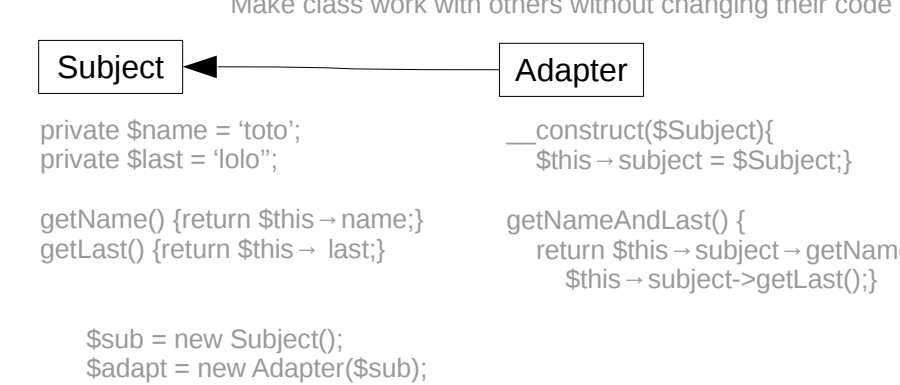 Make class work with others without changing their code
Subject
Adapter
private $name = ‘toto’;
private $last = ‘lolo’’;
getName() {return $this→name;}
getLast() {return $this→ last;}
__construct($Subject){
$this→subject = $Subject;}
getNameAndLast() {
return $this→subject→getName
$this→subject->getLast();}
$sub = new Subject();
$adapt = new Adapter($sub);